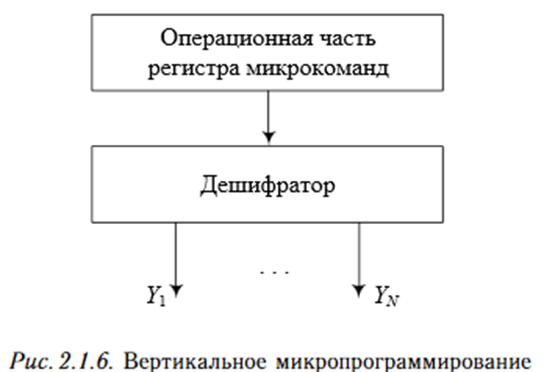 Операционная часть
регистра микрокоманд
Дешифратор
. . .
Y1 YN
Рис. 2.1.6. Вертикальное микропрограммирование